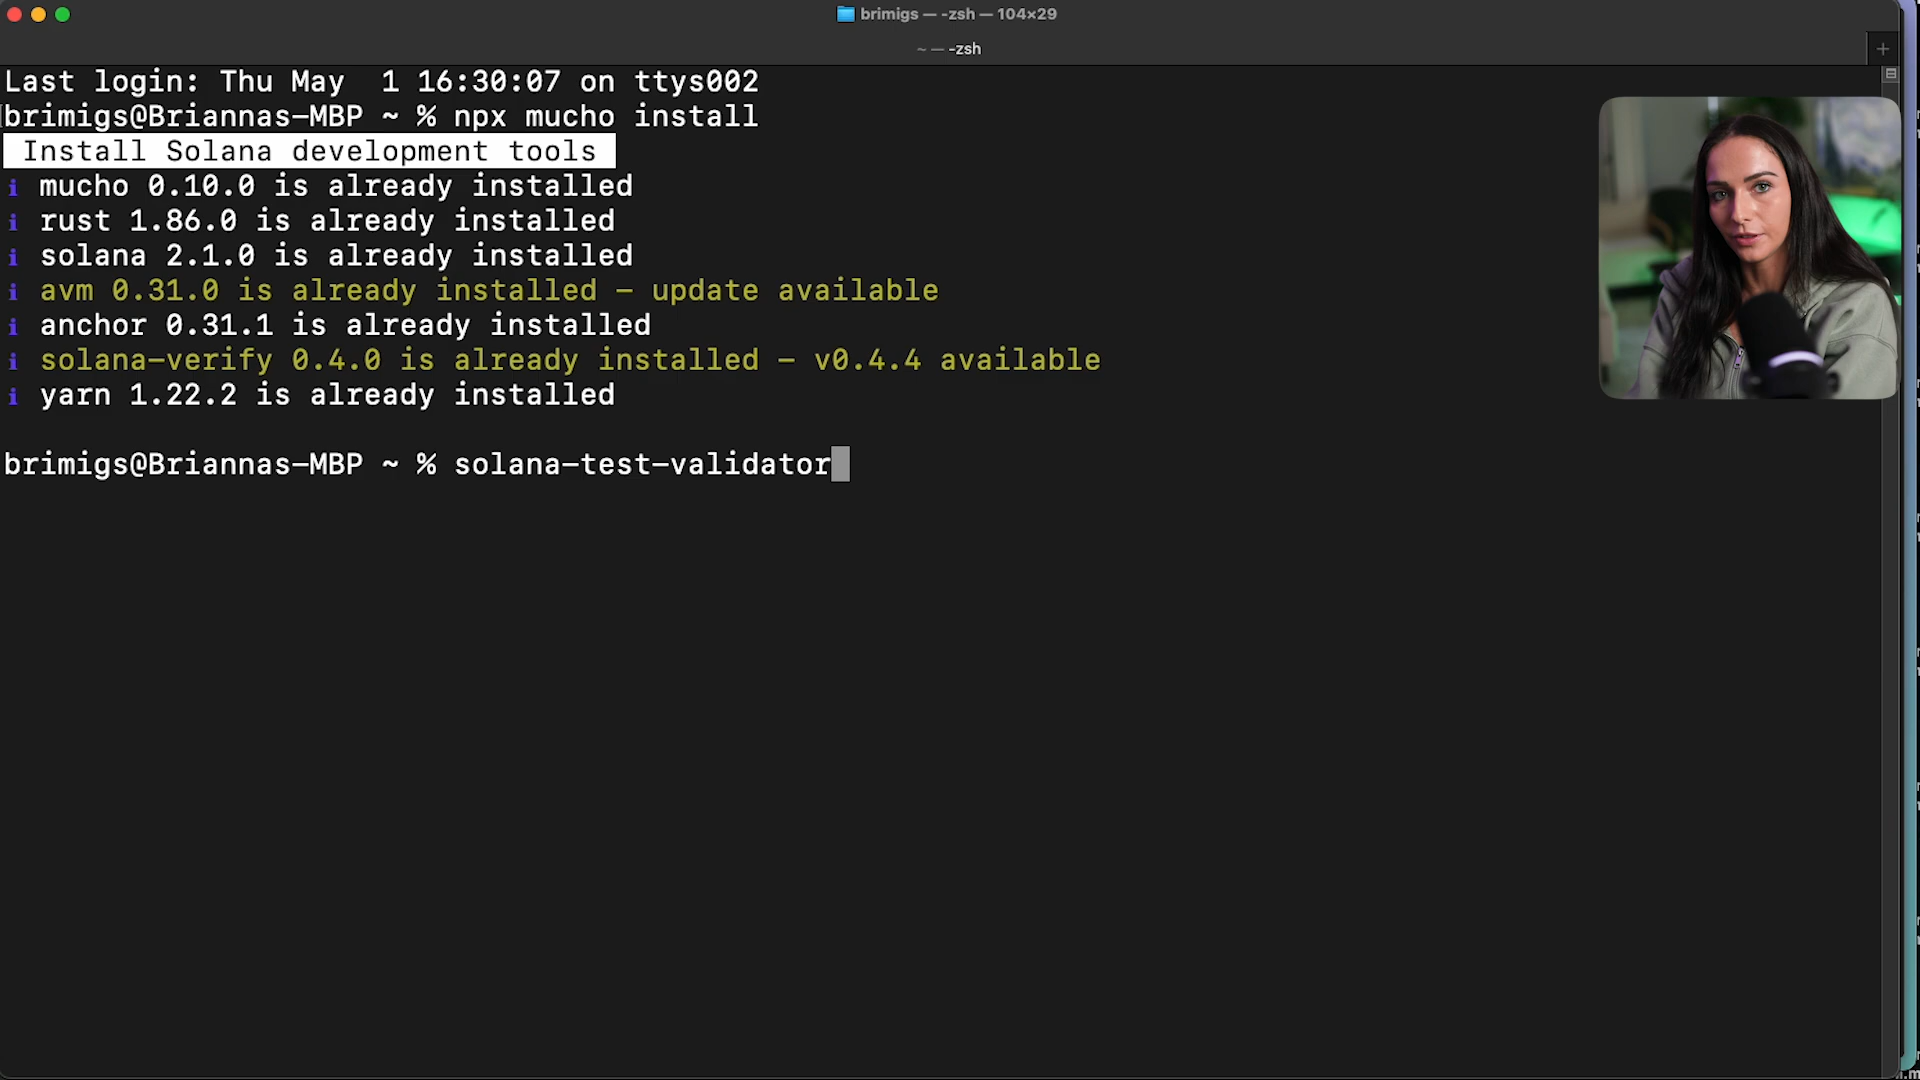 brimigs — -zsh — 104×29
~ — -zsh
Last login: Thu May  1 16:30:07 on ttys002
brimigs@Briannas-MBP ~ % npx mucho install
Install Solana development tools
i mucho 0.10.0 is already installed
i rust 1.86.0 is already installed
i solana 2.1.0 is already installed
i avm 0.31.0 is already installed - update available
i anchor 0.31.1 is already installed
i solana-verify 0.4.0 is already installed - v0.4.4 available
i yarn 1.22.2 is already installed
brimigs@Briannas-MBP ~ % solana-test-validator